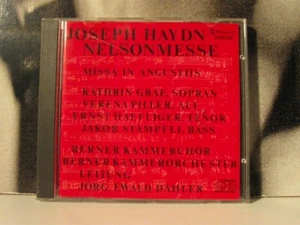 JOSEPH HAYDN
NELSONMESSE
MISSA IN ANGUSTIIS
KATHRIN GRAF, SOPRAN
VERENA PILLER, ALT
ERNST HAEFLIGER, TENOR
JAKOB STÄMPFLI, BASS
BERNER KAMMERCHOR
BERNER KAMMERORCHESTER
LEITUNG
JÖRG EWALD DÄHLER